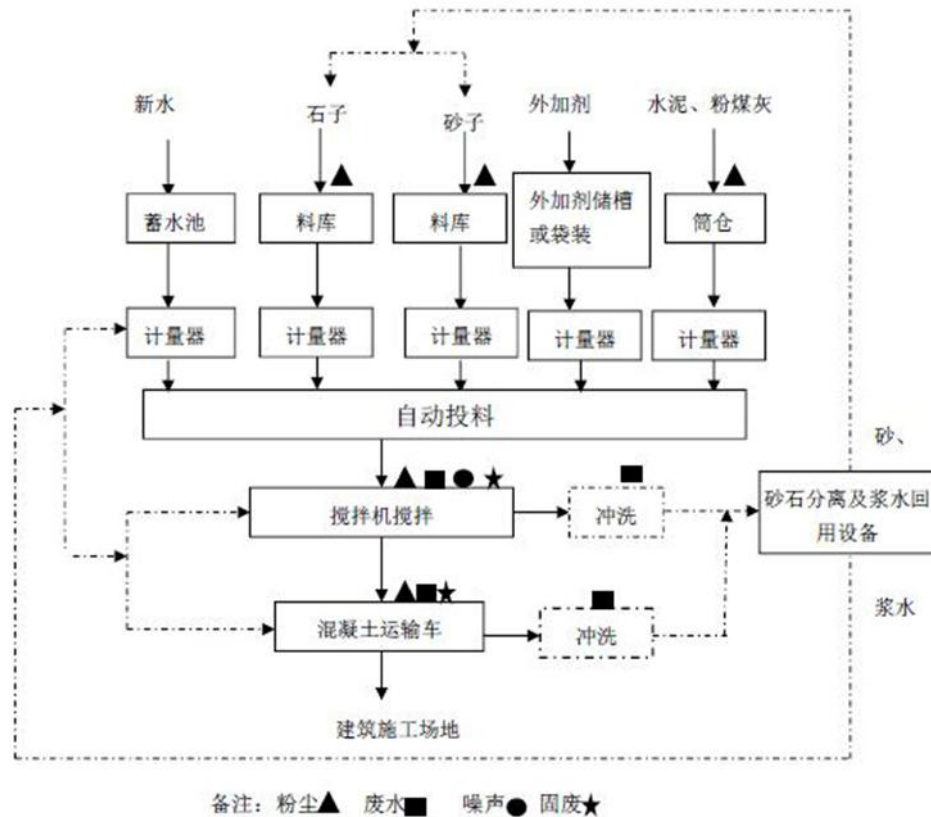 新水
石子
砂子
外加剂
水泥、粉煤灰
蓄水池
料库
料库
外加剂储槽
或袋装
筒仓
计量器
计量器
计量器
计量器
计量器
自动投料
砂、
搅拌机搅拌
冲洗
砂石分离及浆水回
用设备
混凝土运输车
冲洗
浆水
建筑施工场地
备注：粉尘▲ 废水■ 噪声● 固废★